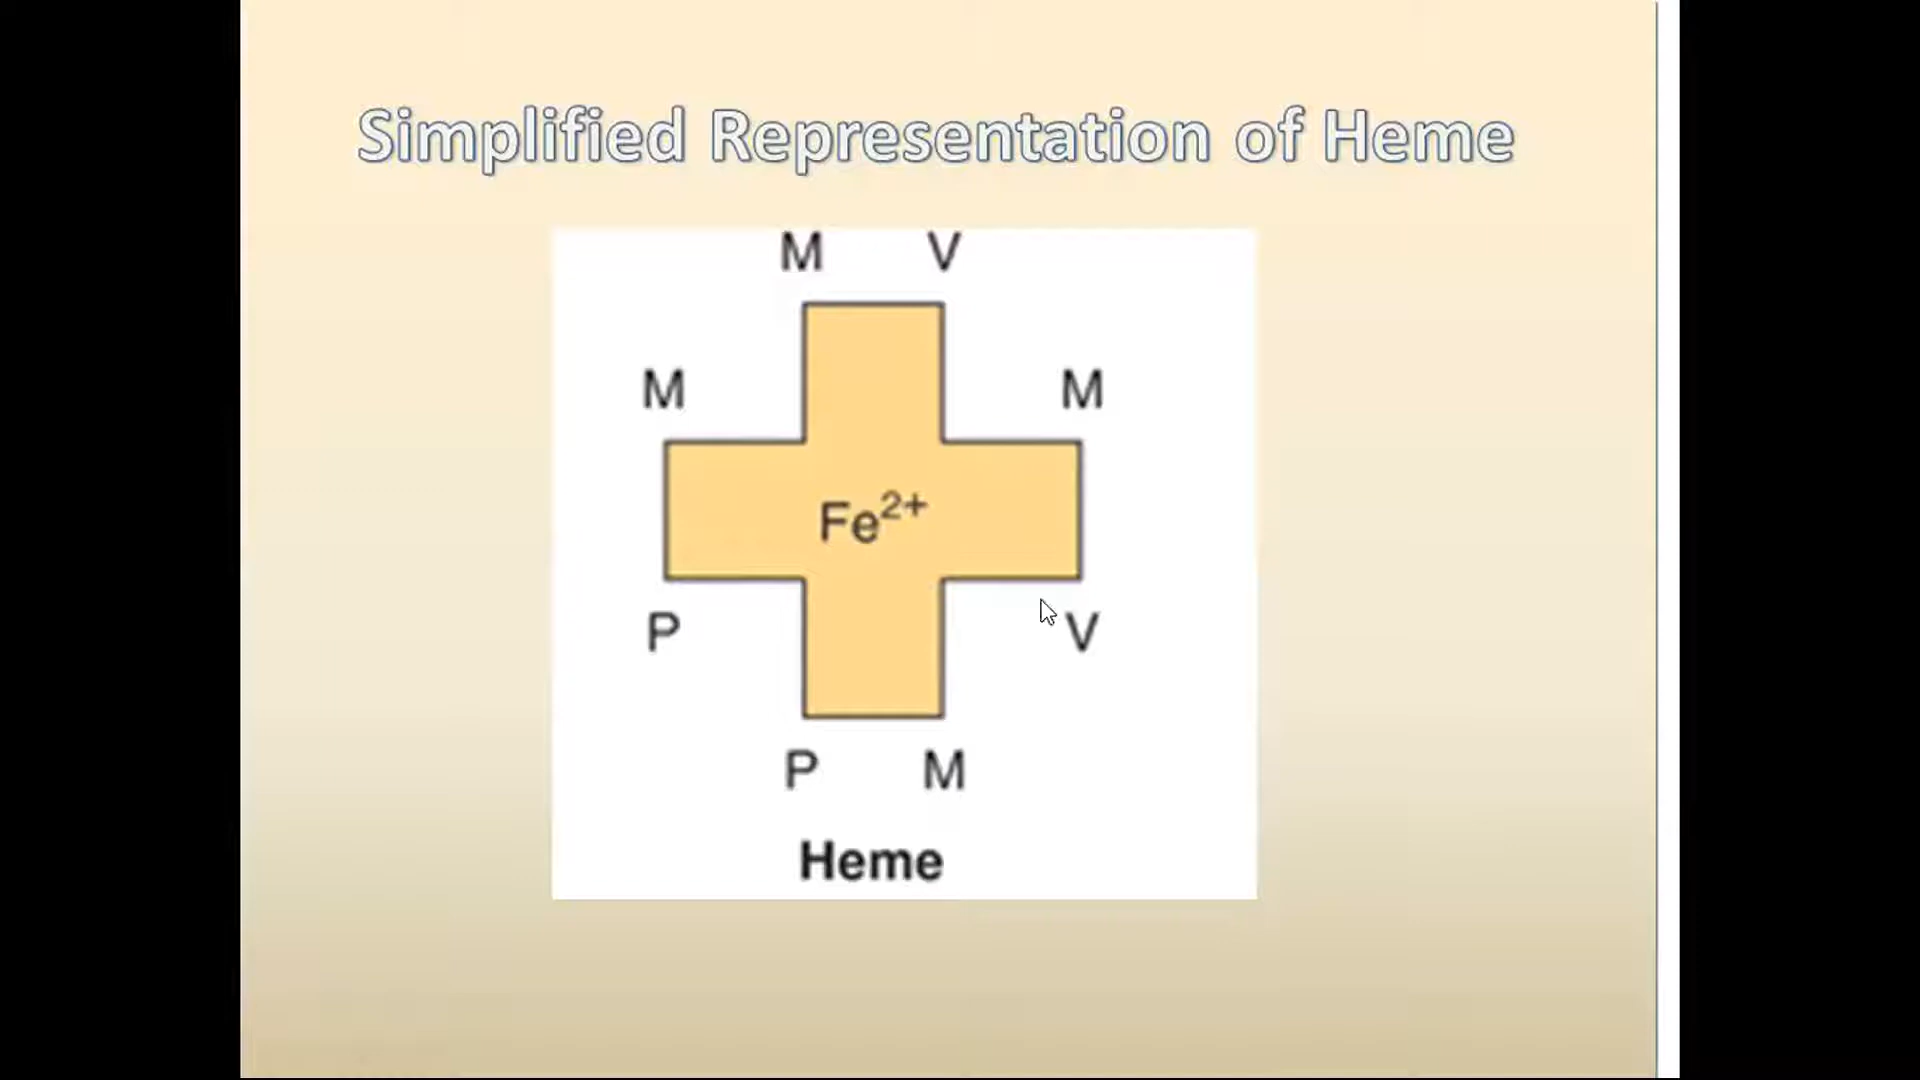 Simplified Representation of Heme
M V
M M
Fe²⁺
P V
P M
Heme